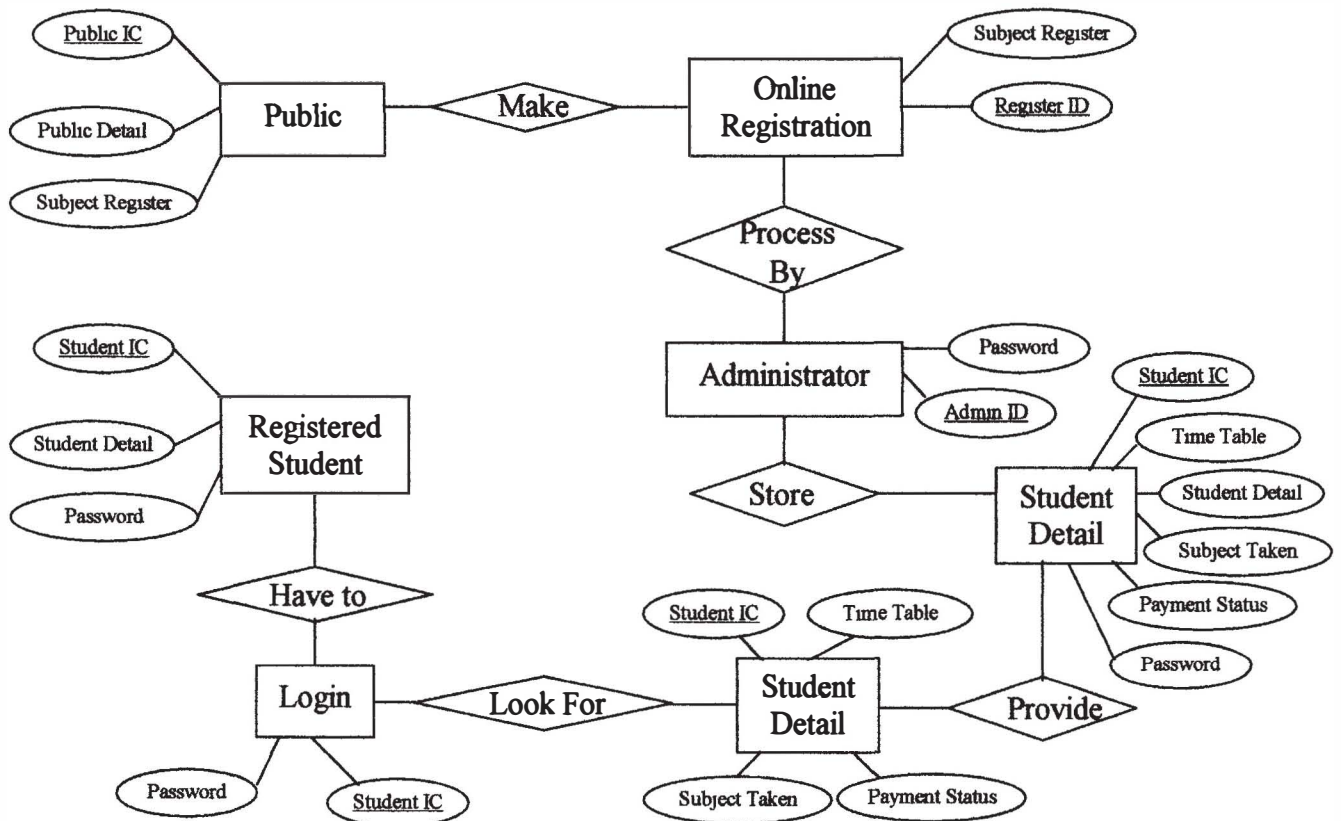 Public IC
Public Detail
Subject Register
Public
Make
Online
Registration
Subject Register
Register ID
Process
By
Administrator
Password
Admin ID
Store
Student
Detail
Student IC
Time Table
Student Detail
Subject Taken
Payment Status
Password
Student IC
Student Detail
Password
Registered
Student
Have to
Login
Password
Student IC
Look For
Student IC
Time Table
Student
Detail
Subject Taken
Payment Status
Provide